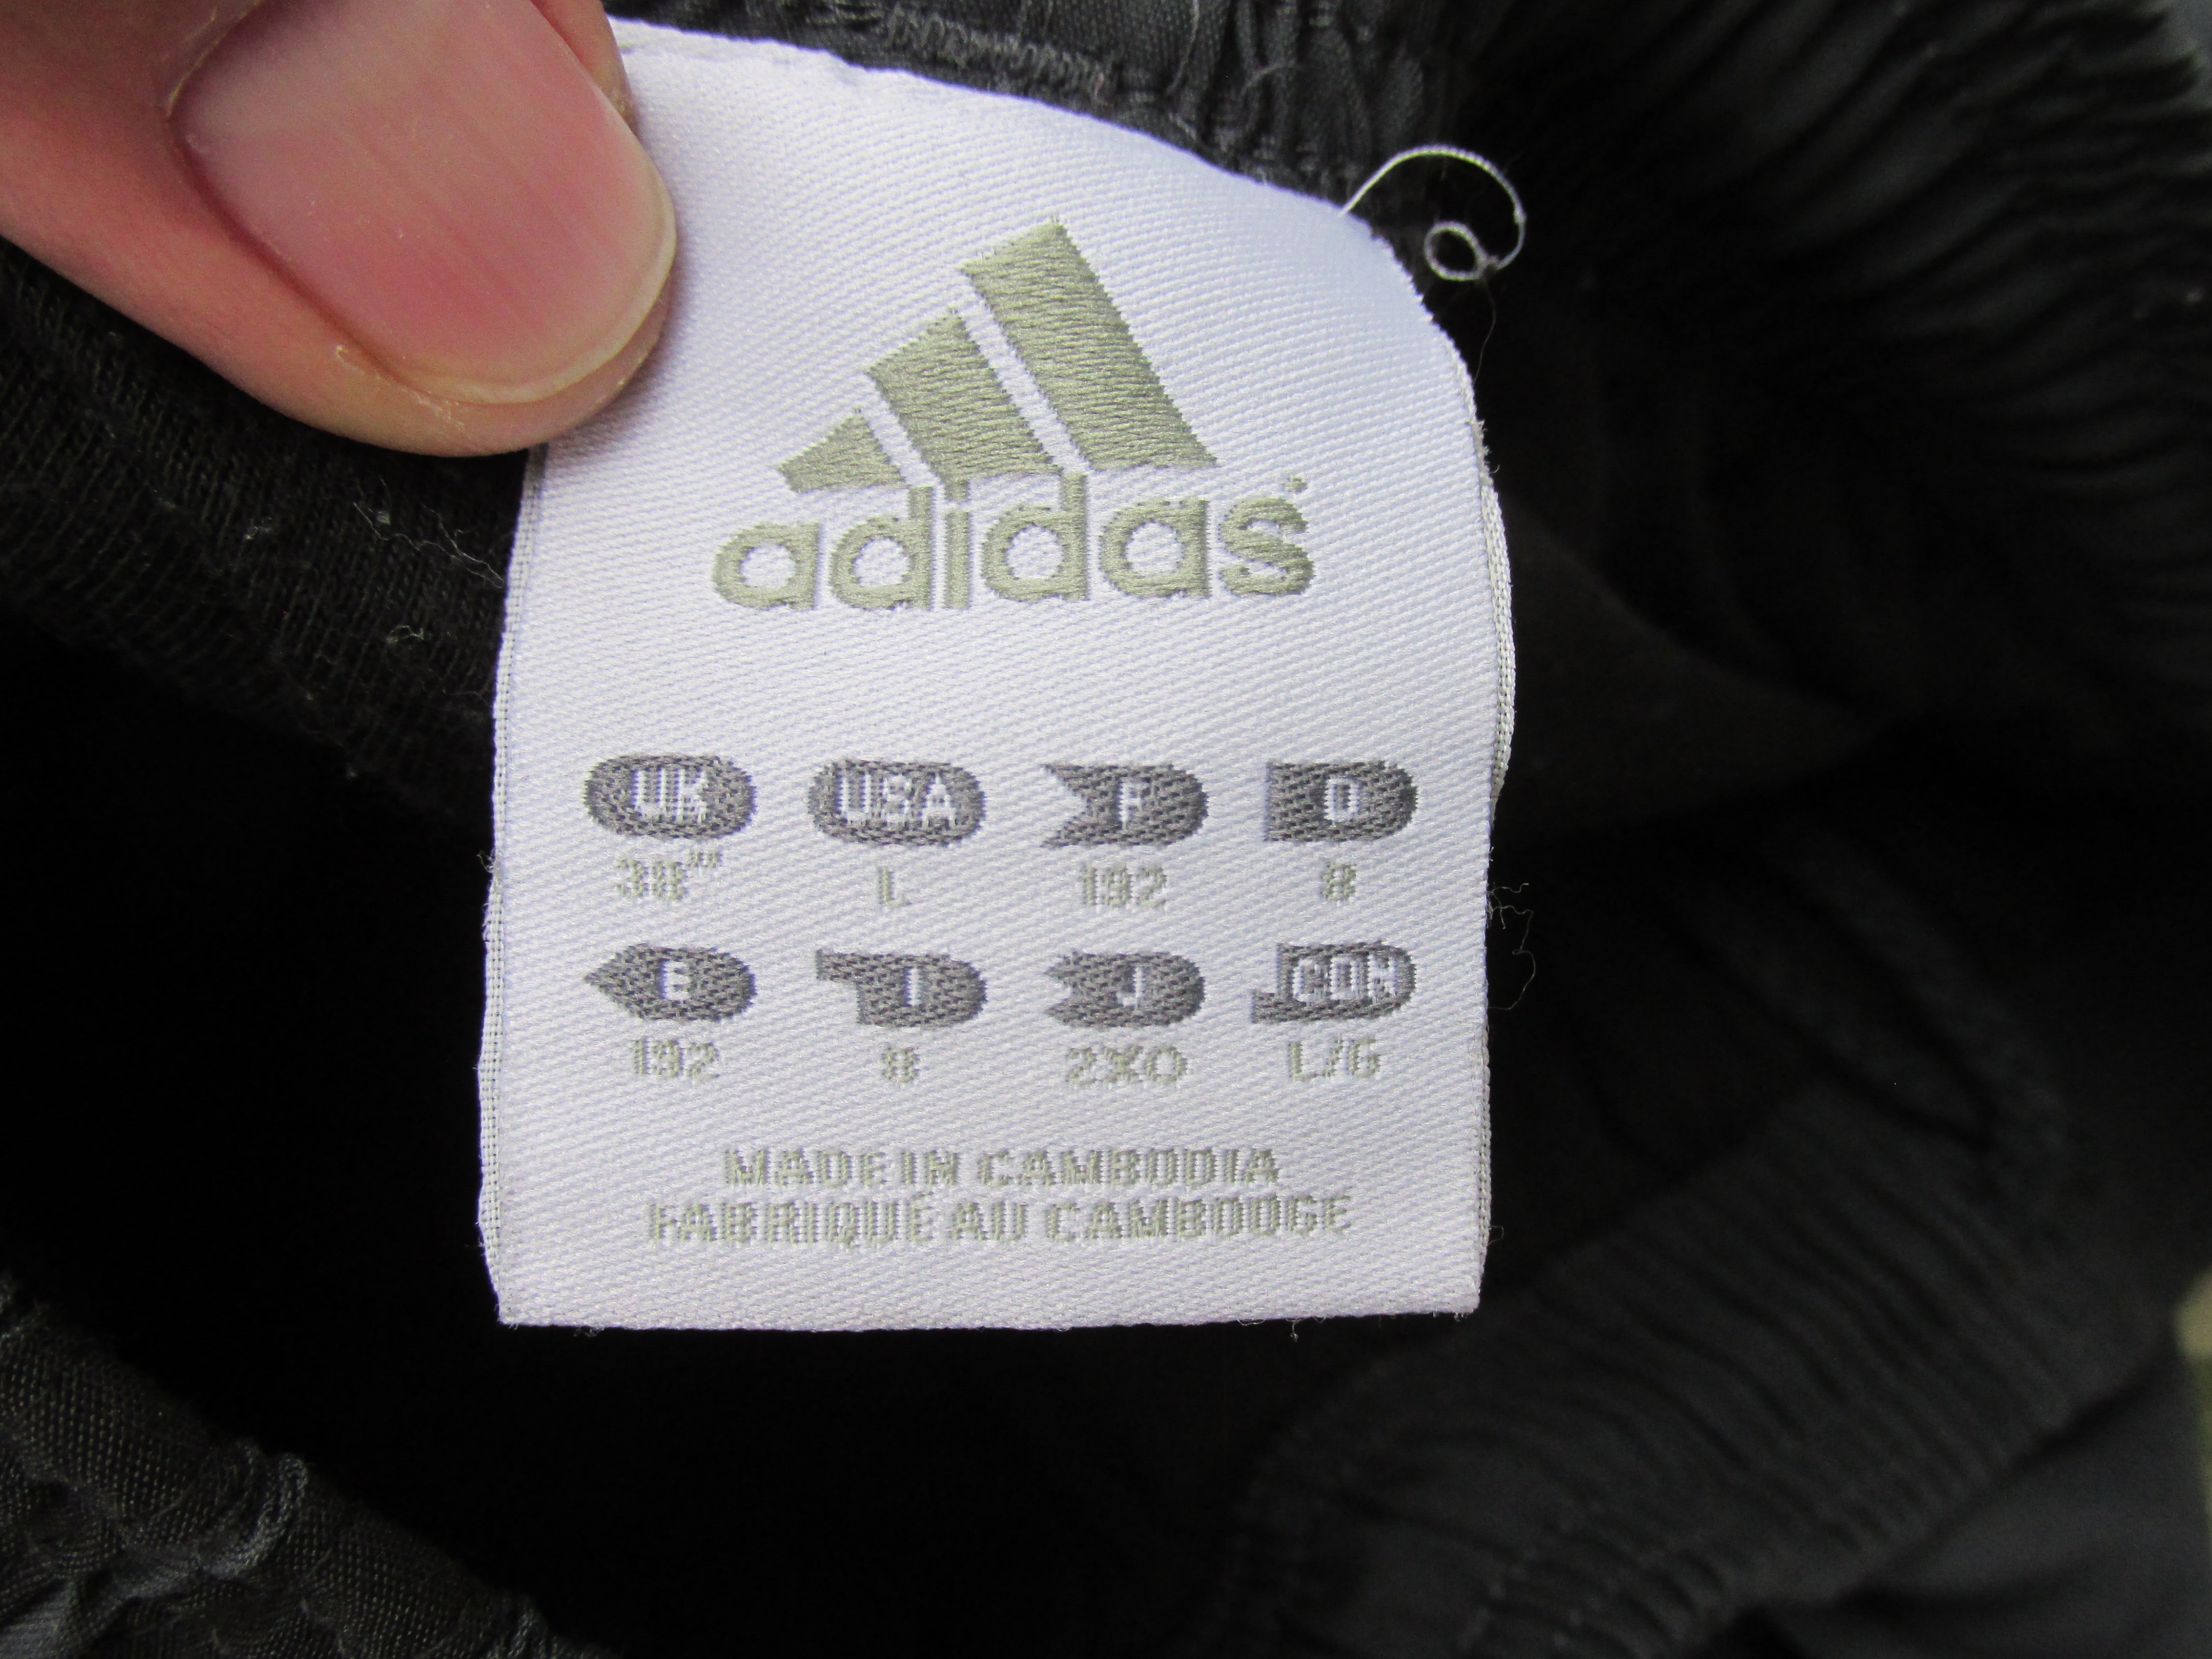 adidas
UK USA F D
38"" L 192 8
E I J CDN
192 8 2XO L/G
MADE IN CAMBODIA
FABRIQUÉ AU CAMBODGE